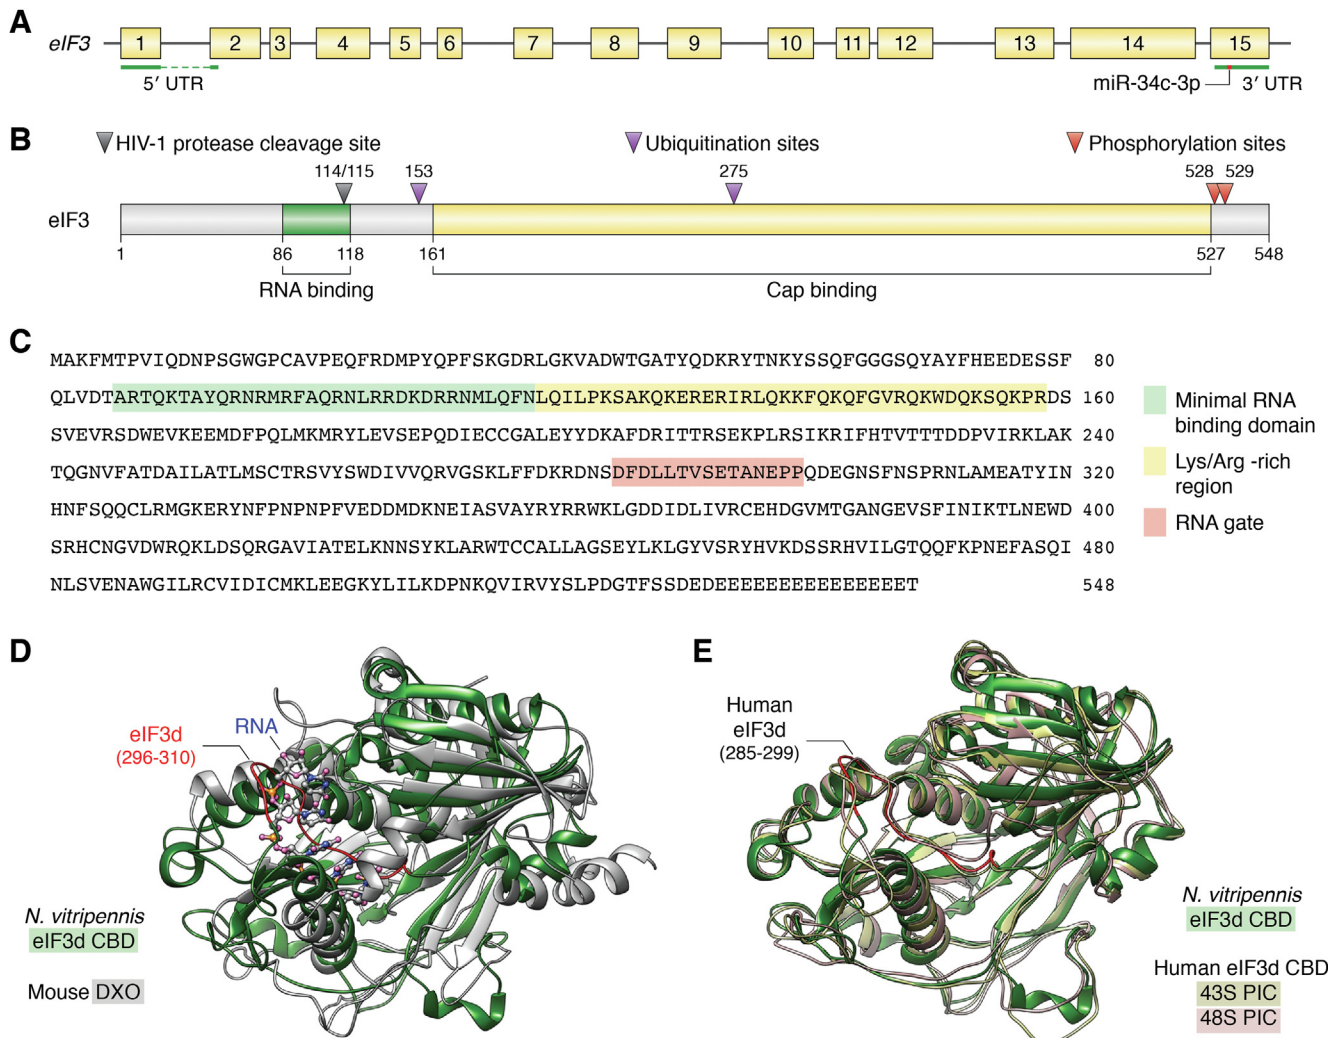 A
eIF3 1 2 3 4 5 6 7 8 9 10 11 12 13 14 15
5′ UTR miR-34c-3p 3′ UTR
B
HIV-1 protease cleavage site Ubiquitination sites Phosphorylation sites
114/115 153 275 528 529
eIF3
1 86 118 161 527 548
RNA binding Cap binding
C
MAKFMTPVIQDNPSGWGPCAVPEQFRDMPYQPFSKGDRLGKVADWTGATYQDKRYTNKYSSQFGGGSQYAYFHEEDESSF 80
QLVDTARTQKTAYQRNRMRFAQRNLRRDKDRRNMLQFNLQILPKSAKQKERERIRLQKKFQKQFGVRQKWDQKSQKPRDS 160
SVEVRSDWEVKEEMDFPQLMKMRYLEVSEPQDIECCGALEYYDKAFDRITTRSEKPLRSIKRIFHTVTTTDDPVIRKLAK 240
TQGNVFATDAILATLMSCTRSVYSWDIVVQRVGSKLFFDKRDNSDFDLLTVSETANEPPQDEGNSFNSPRNLAMEATYIN 320
HNFSQQCLRMGKERYNFPNPNPFVEDDMDKNEIASVAYRYRRWKLGDDIDLIVRCEHDGVMTGANGEVSFINIKTLNEWD 400
SRHCNGVDWRQKLDSQRGAVIATELKNNSYKLARWTCCALLAGSEYLKLGYVSRYHVKDSSRHVILGTQQFKPNEFASQI 480
NLSVENAWGILRCVIDICMKLEEGKYLILKDPNKQVIRVYSLPDGTFSSDEDEEEEEEEEEEEEEEET 548
Minimal RNA
binding domain
Lys/Arg -rich
region
RNA gate
D
eIF3d
(296-310)
RNA
N. vitripennis
eIF3d CBD
Mouse DXO
E
Human
eIF3d
(285-299)
N. vitripennis
eIF3d CBD
Human eIF3d CBD
43S PIC
48S PIC